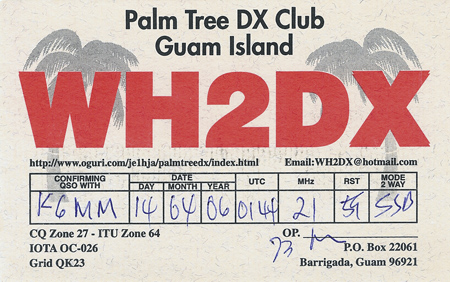 Palm Tree DX Club
Guam Island
WH2DX
http://www.oguri.com/je1hja/palmtreedx/index.html Email:WH2DX@hotmail.com
CONFIRMING QSO WITH DATE DAY MONTH YEAR UTC MHz RST MODE 2 WAY
K6MM 14 04 06 0144 21 SSB
CQ Zone 27 - ITU Zone 64 OP.
IOTA OC-026 73 P.O. Box 22061
Grid QK23 Barrigada, Guam 96921